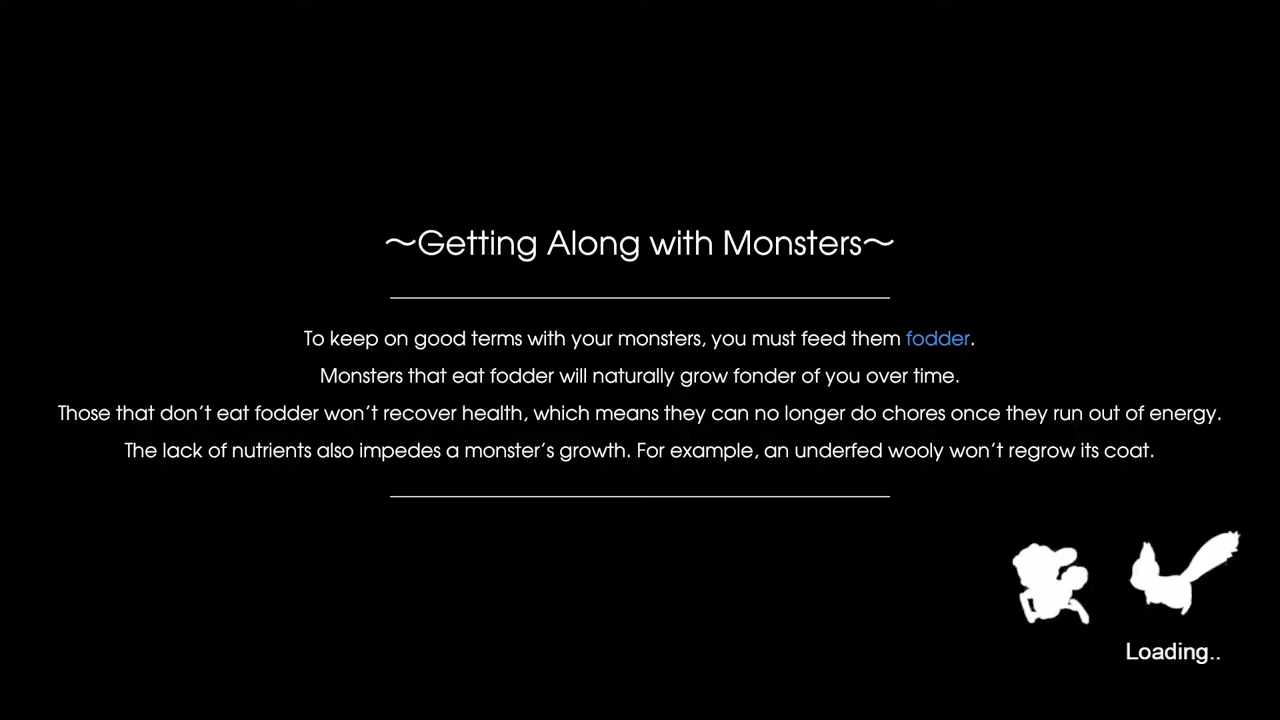 ～Getting Along with Monsters～
To keep on good terms with your monsters, you must feed them fodder.
Monsters that eat fodder will naturally grow fonder of you over time.
Those that don’t eat fodder won’t recover health, which means they can no longer do chores once they run out of energy.
The lack of nutrients also impedes a monster’s growth. For example, an underfed wooly won’t regrow its coat.
Loading..